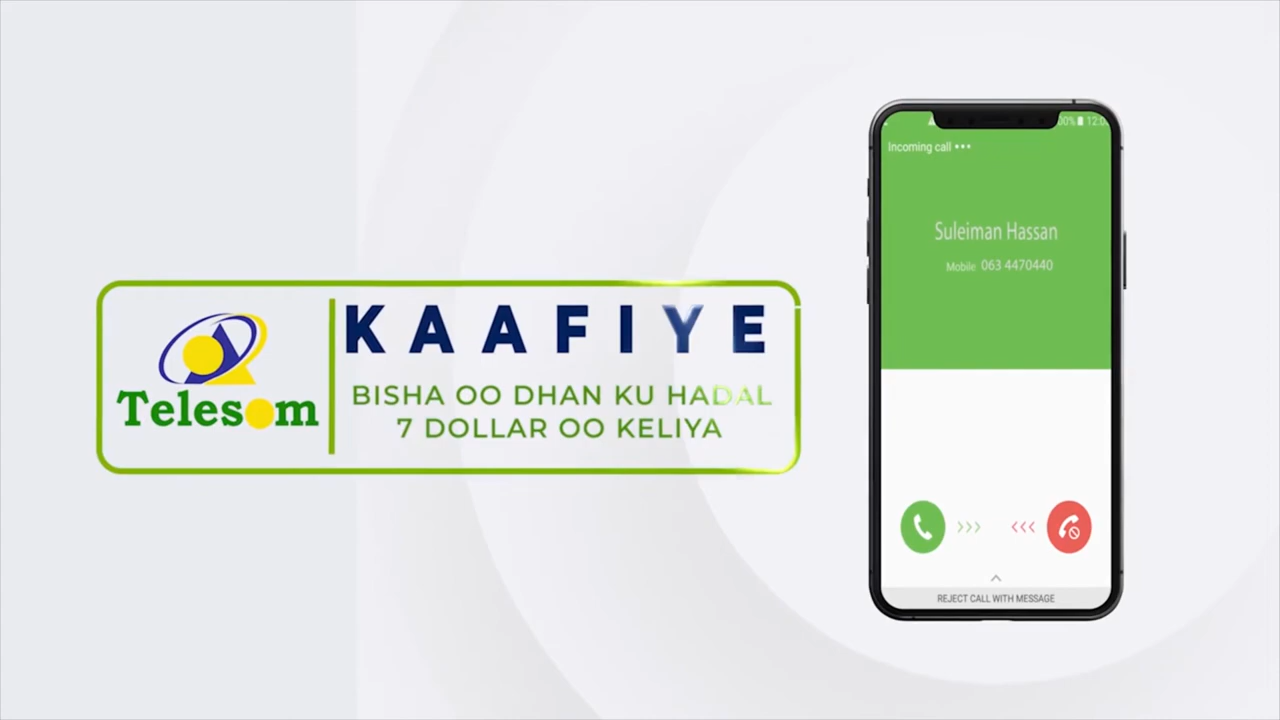 Telesom
KAAFIYE
BISHA OO DHAN KU HADAL
7 DOLLAR OO KELIYA
Incoming call •••
Suleiman Hassan
Mobile 063 4470440
REJECT CALL WITH MESSAGE